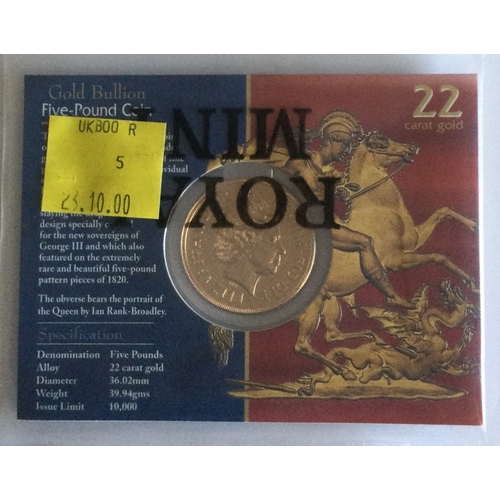 Gold Bullion
Five-Pound Coin
22
carat gold
UKB00 R
5
23.10.00
ROYAL
MINT
design specially
for the new sovereigns of
George III and which also
featured on the extremely
rare and beautiful five-pound
pattern pieces of 1820.
The obverse bears the portrait of
the Queen by Ian Rank-Broadley.
Specification
Denomination Five Pounds
Alloy 22 carat gold
Diameter 36.02mm
Weight 39.94gms
Issue Limit 10,000